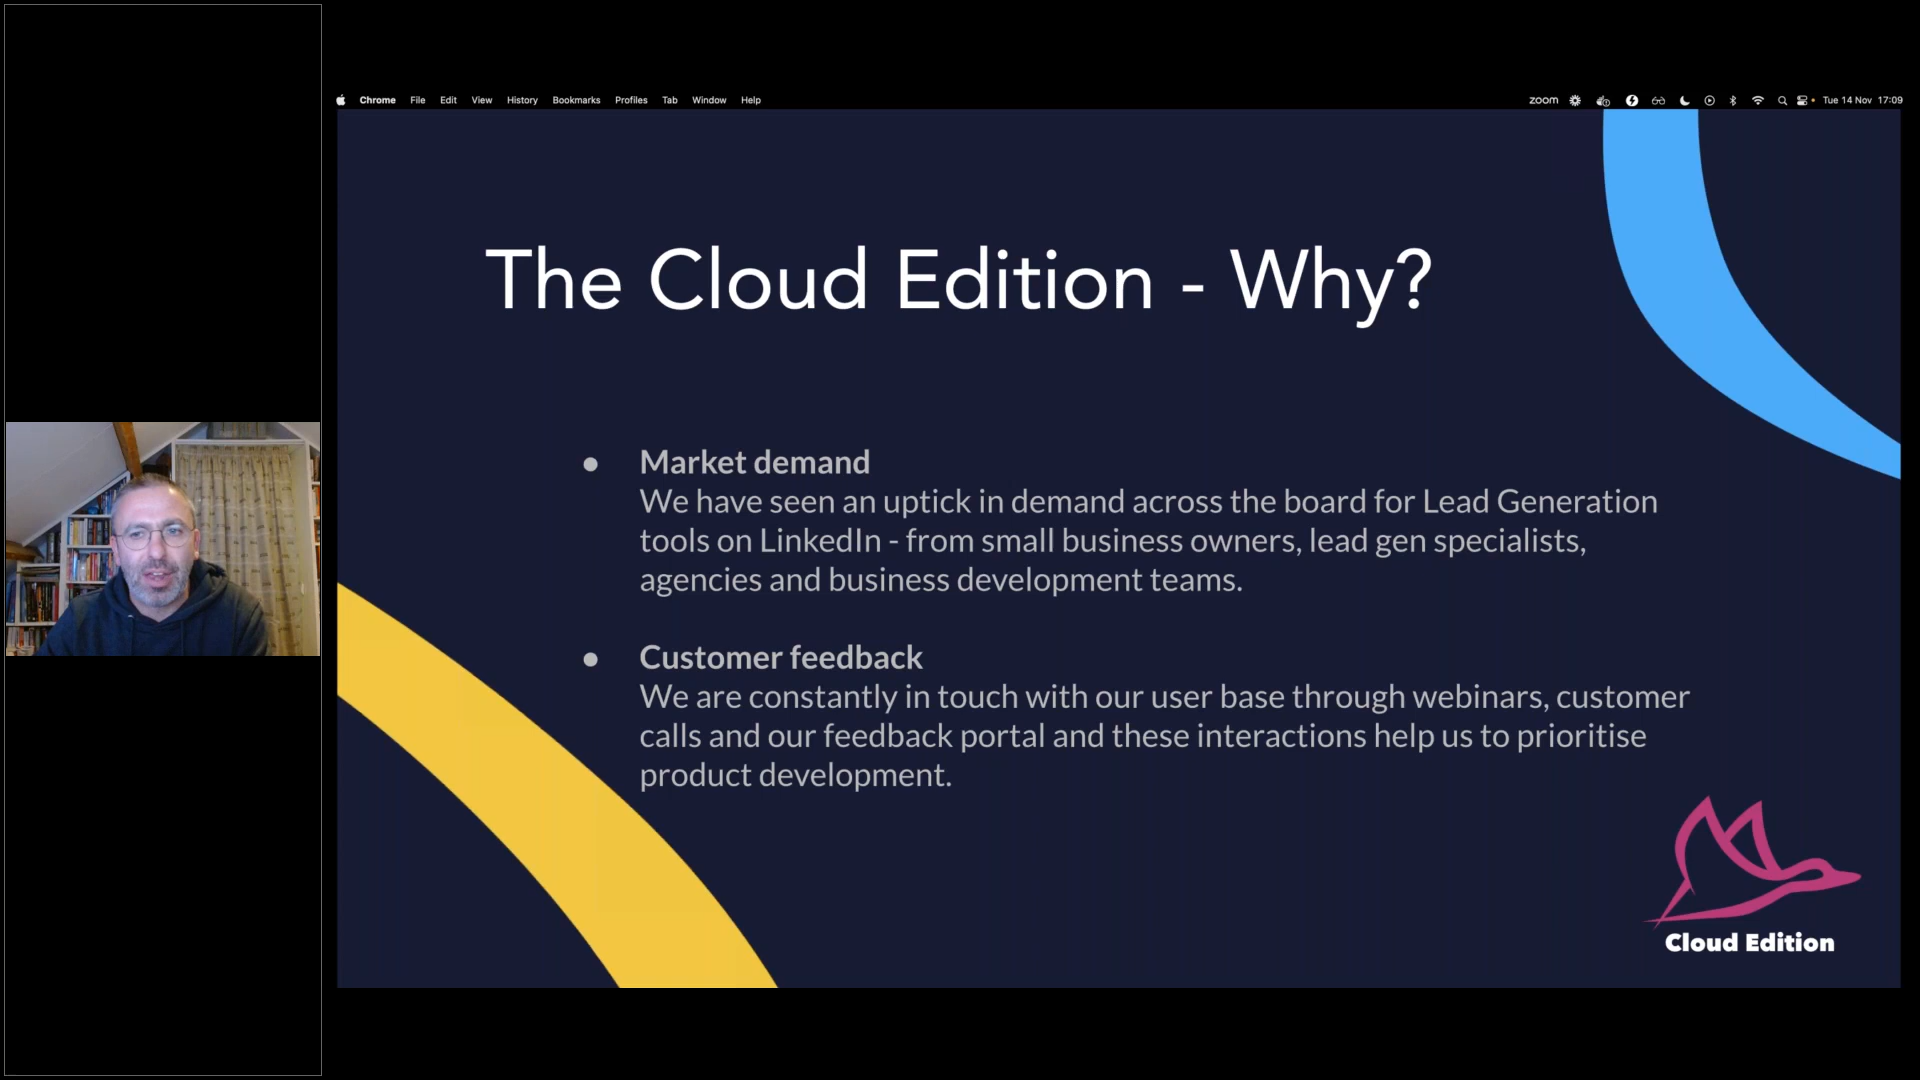 Chrome File Edit View History Bookmarks Profiles Tab Window Help
zoom Tue 14 Nov 17:09
The Cloud Edition - Why?
● Market demand
We have seen an uptick in demand across the board for Lead Generation
tools on LinkedIn - from small business owners, lead gen specialists,
agencies and business development teams.
● Customer feedback
We are constantly in touch with our user base through webinars, customer
calls and our feedback portal and these interactions help us to prioritise
product development.
Cloud Edition